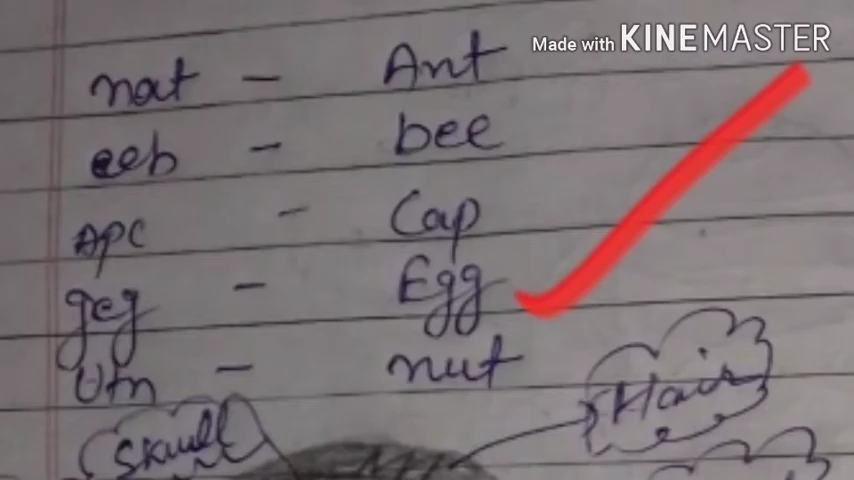 Made with KINEMASTER
nat - Ant
eeb - bee
APC - Cap
geg - Egg
Utn - nut
Hair
Skull